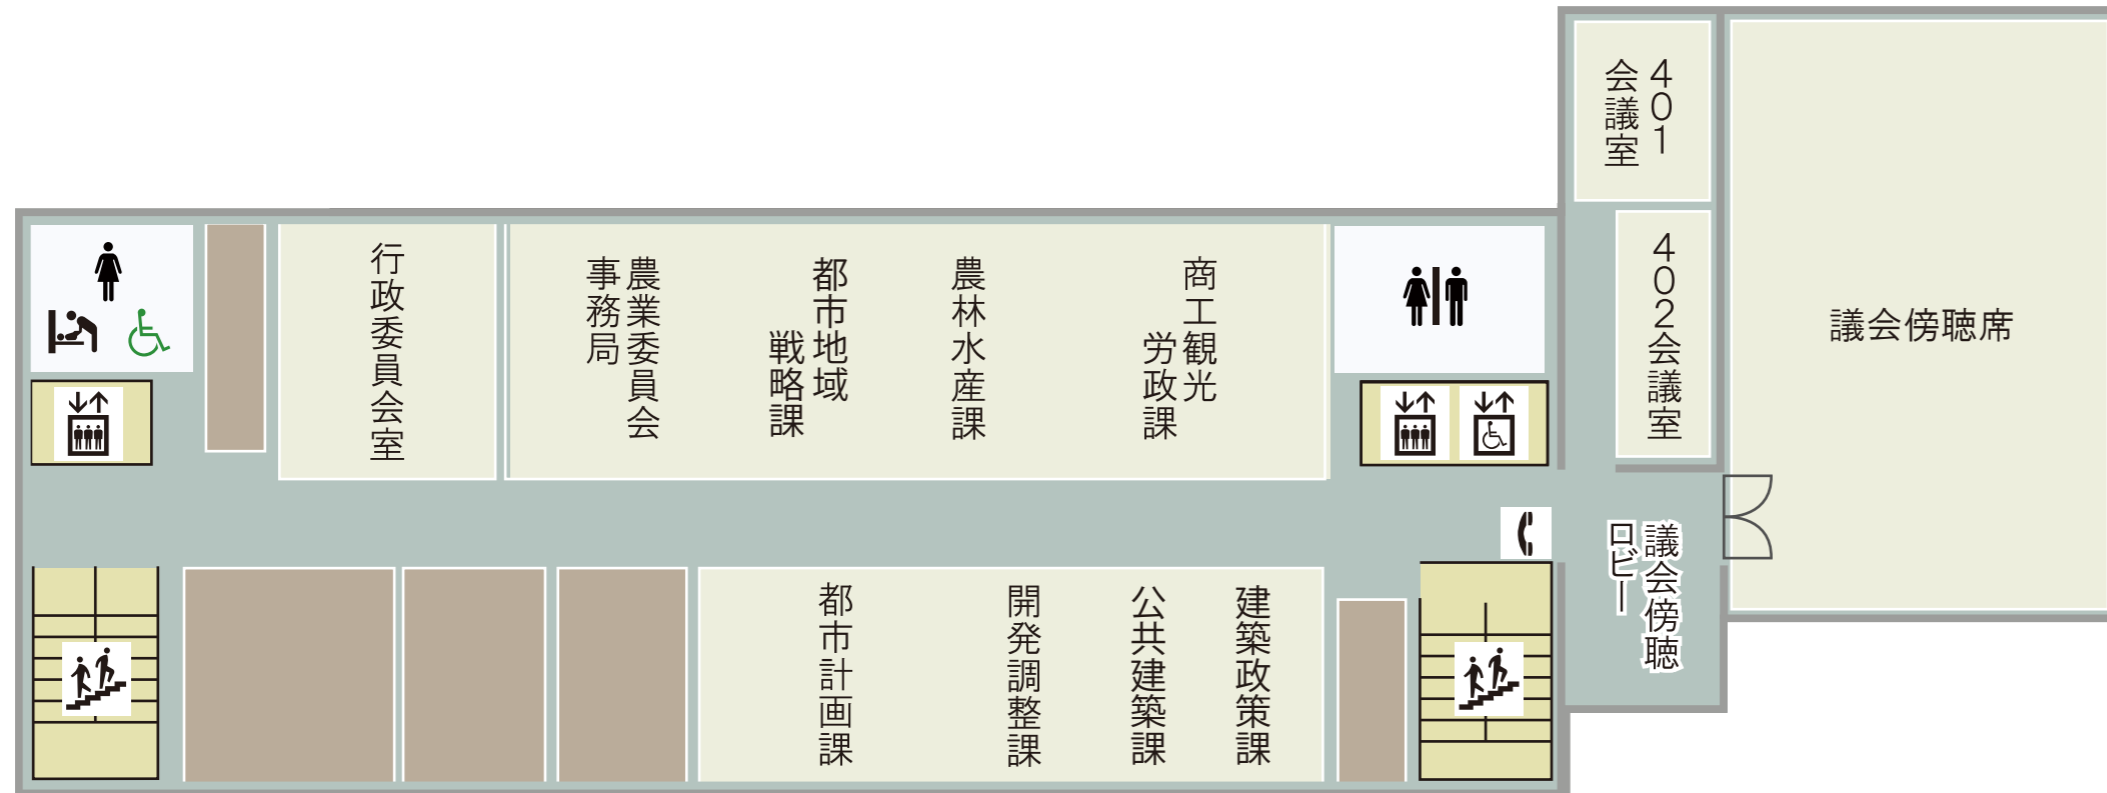 行政委員会室
農業委員会
事務局
都市地域
戦略課
農林水産課
商工観光
労政課
401
会議室
402会議室
議会傍聴席
議会傍聴
ロビー
都市計画課
開発調整課
公共建築課
建築政策課